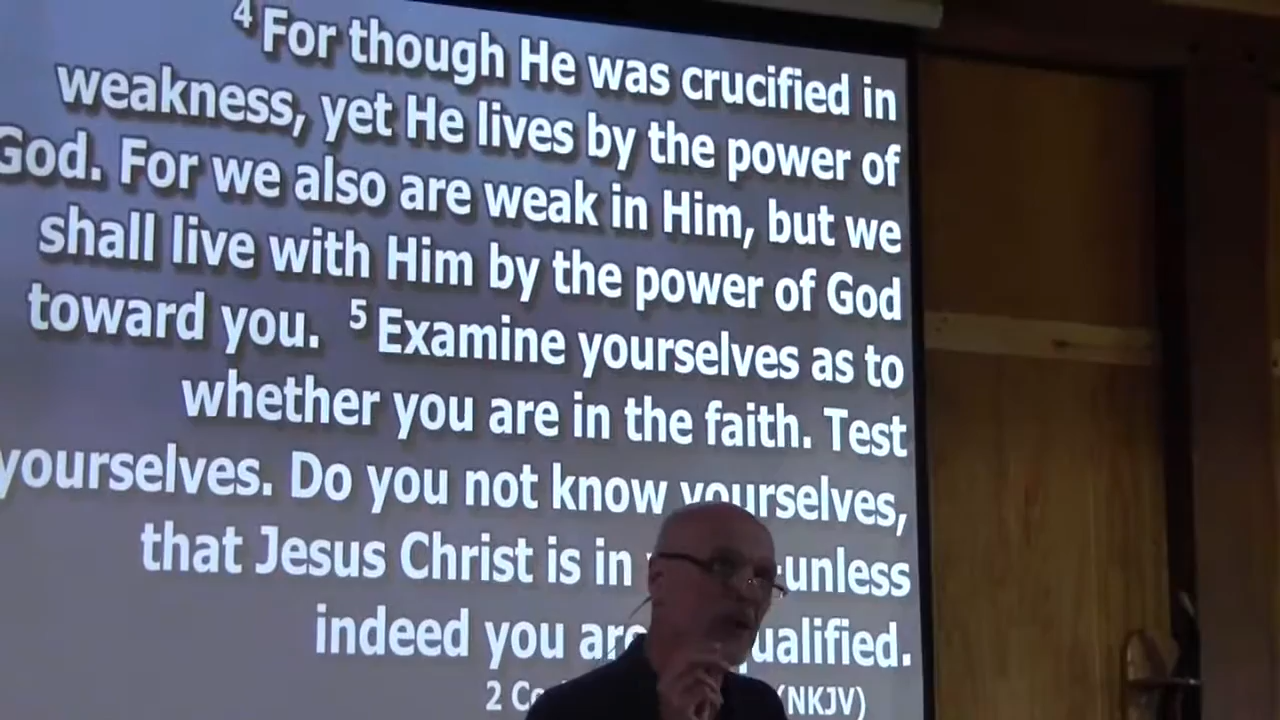 4 For though He was crucified in
weakness, yet He lives by the power of
God. For we also are weak in Him, but we
shall live with Him by the power of God
toward you. 5 Examine yourselves as to
whether you are in the faith. Test
yourselves. Do you not know yourselves,
that Jesus Christ is in unless
indeed you are
2 (NKJV)